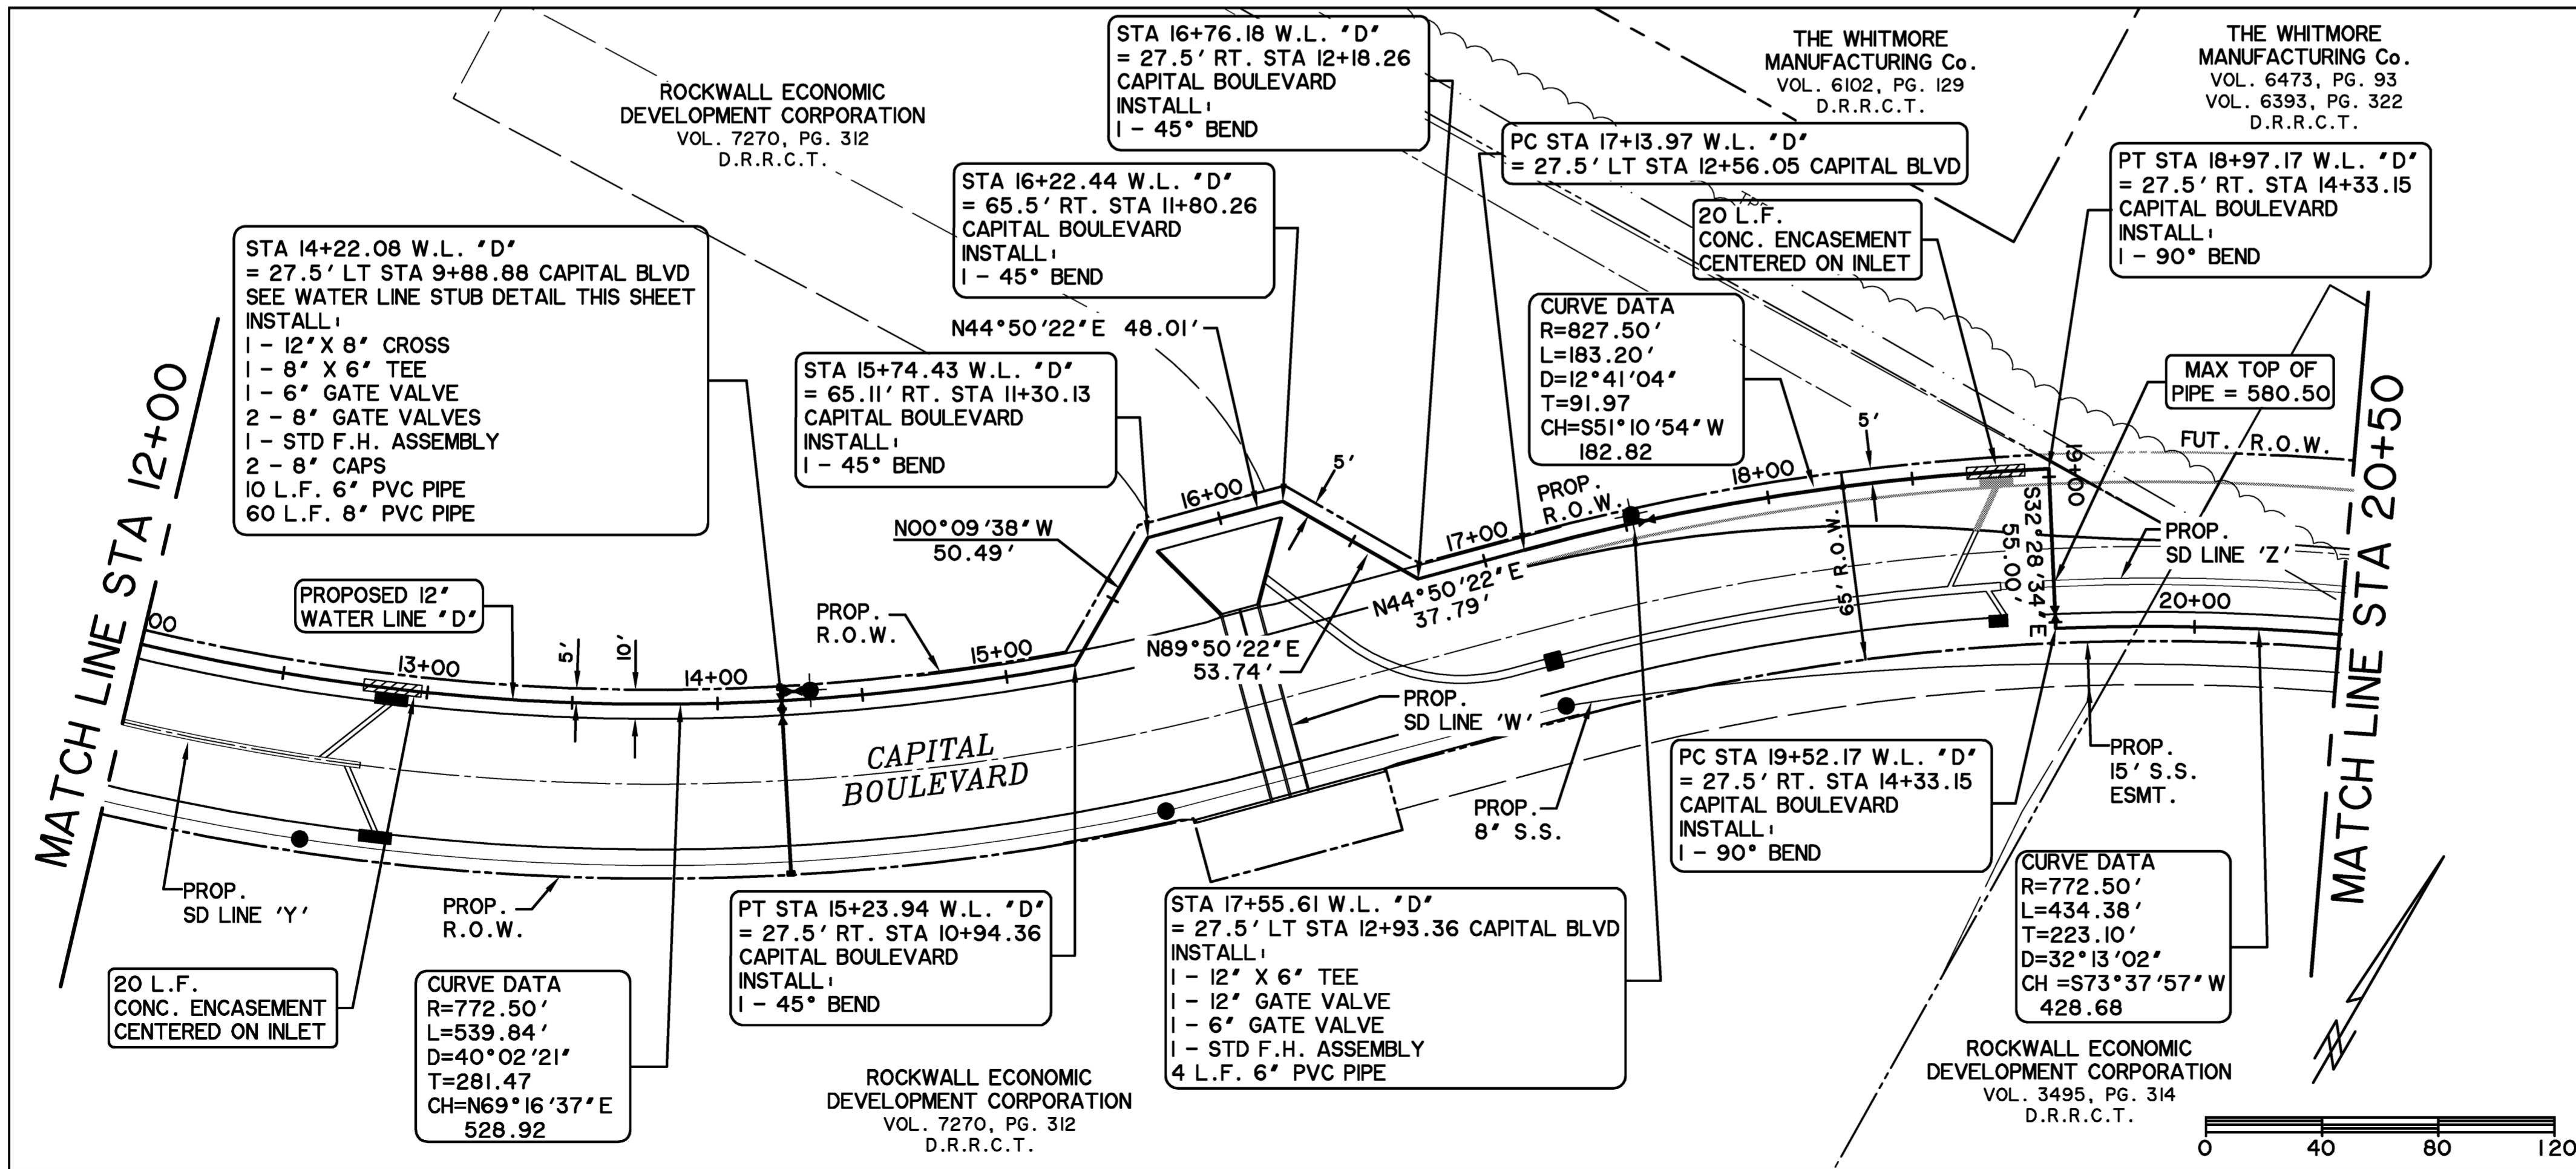 STA 16+76.18 W.L. "D"
= 27.5' RT. STA 12+18.26
CAPITAL BOULEVARD
INSTALL:
1 - 45° BEND
THE WHITMORE
MANUFACTURING Co.
VOL. 6102, PG. 129
D.R.R.C.T.
THE WHITMORE
MANUFACTURING Co.
VOL. 6473, PG. 93
VOL. 6393, PG. 322
D.R.R.C.T.
ROCKWALL ECONOMIC
DEVELOPMENT CORPORATION
VOL. 7270, PG. 312
D.R.R.C.T.
PC STA 17+13.97 W.L. "D"
= 27.5' LT STA 12+56.05 CAPITAL BLVD
PT STA 18+97.17 W.L. "D"
= 27.5' RT. STA 14+33.15
CAPITAL BOULEVARD
INSTALL:
1 - 90° BEND
STA 16+22.44 W.L. "D"
= 65.5' RT. STA 11+80.26
CAPITAL BOULEVARD
INSTALL:
1 - 45° BEND
20 L.F.
CONC. ENCASEMENT
CENTERED ON INLET
STA 14+22.08 W.L. "D"
= 27.5' LT STA 9+88.88 CAPITAL BLVD
SEE WATER LINE STUB DETAIL THIS SHEET
INSTALL:
1 - 12" X 8" CROSS
1 - 8" X 6" TEE
1 - 6" GATE VALVE
2 - 8" GATE VALVES
1 - STD F.H. ASSEMBLY
2 - 8" CAPS
10 L.F. 6" PVC PIPE
60 L.F. 8" PVC PIPE
CURVE DATA
R=827.50'
L=183.20'
D=12°41'04"
T=91.97
CH=S51°10'54"W
182.82
N44°50'22"E 48.01'
STA 15+74.43 W.L. "D"
= 65.11' RT. STA 11+30.13
CAPITAL BOULEVARD
INSTALL:
1 - 45° BEND
MAX TOP OF
PIPE = 580.50
MATCH LINE STA 12+00
MATCH LINE STA 20+50
FUT. R.O.W.
5'
5'
16+00
17+00
18+00
19+00
20+00
PROP.
R.O.W.
N00°09'38"W
50.49'
65' R.O.W.
S32°28'34"E
55.00'
PROP.
SD LINE 'Z'
PROPOSED 12"
WATER LINE "D"
N44°50'22"E
37.79'
PROP.
R.O.W.
00
13+00
5'
10'
14+00
15+00
N89°50'22"E
53.74'
PROP.
SD LINE 'W'
CAPITAL
BOULEVARD
PC STA 19+52.17 W.L. "D"
= 27.5' RT. STA 14+33.15
CAPITAL BOULEVARD
INSTALL:
1 - 90° BEND
PROP.
15' S.S.
ESMT.
PROP.
8" S.S.
PROP.
SD LINE 'Y'
PROP.
R.O.W.
PT STA 15+23.94 W.L. "D"
= 27.5' RT. STA 10+94.36
CAPITAL BOULEVARD
INSTALL:
1 - 45° BEND
STA 17+55.61 W.L. "D"
= 27.5' LT STA 12+93.36 CAPITAL BLVD
INSTALL:
1 - 12" X 6" TEE
1 - 12" GATE VALVE
1 - 6" GATE VALVE
1 - STD F.H. ASSEMBLY
4 L.F. 6" PVC PIPE
CURVE DATA
R=772.50'
L=434.38'
T=223.10'
D=32°13'02"
CH =S73°37'57"W
428.68
20 L.F.
CONC. ENCASEMENT
CENTERED ON INLET
CURVE DATA
R=772.50'
L=539.84'
D=40°02'21"
T=281.47
CH=N69°16'37"E
528.92
ROCKWALL ECONOMIC
DEVELOPMENT CORPORATION
VOL. 7270, PG. 312
D.R.R.C.T.
ROCKWALL ECONOMIC
DEVELOPMENT CORPORATION
VOL. 3495, PG. 314
D.R.R.C.T.
0 40 80 120